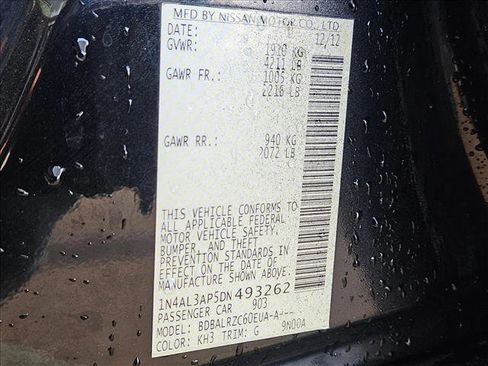 MFD BY NISSAN MOTOR CO., LTD.
DATE: 12/12
GVWR: 1910 KG
4211 LB
GAWR FR.: 1005 KG
2216 LB
GAWR RR.: 940 KG
2072 LB
THIS VEHICLE CONFORMS TO
ALL APPLICABLE FEDERAL
MOTOR VEHICLE SAFETY,
BUMPER, AND THEFT
PREVENTION STANDARDS IN
EFFECT ON THE DATE OF
MANUFACTURE SHOWN ABOVE.
1N4AL3AP5DN493262
PASSENGER CAR 903
MODEL: BDBALRZC60EUA-A
COLOR: KH3 TRIM: G 9N00A